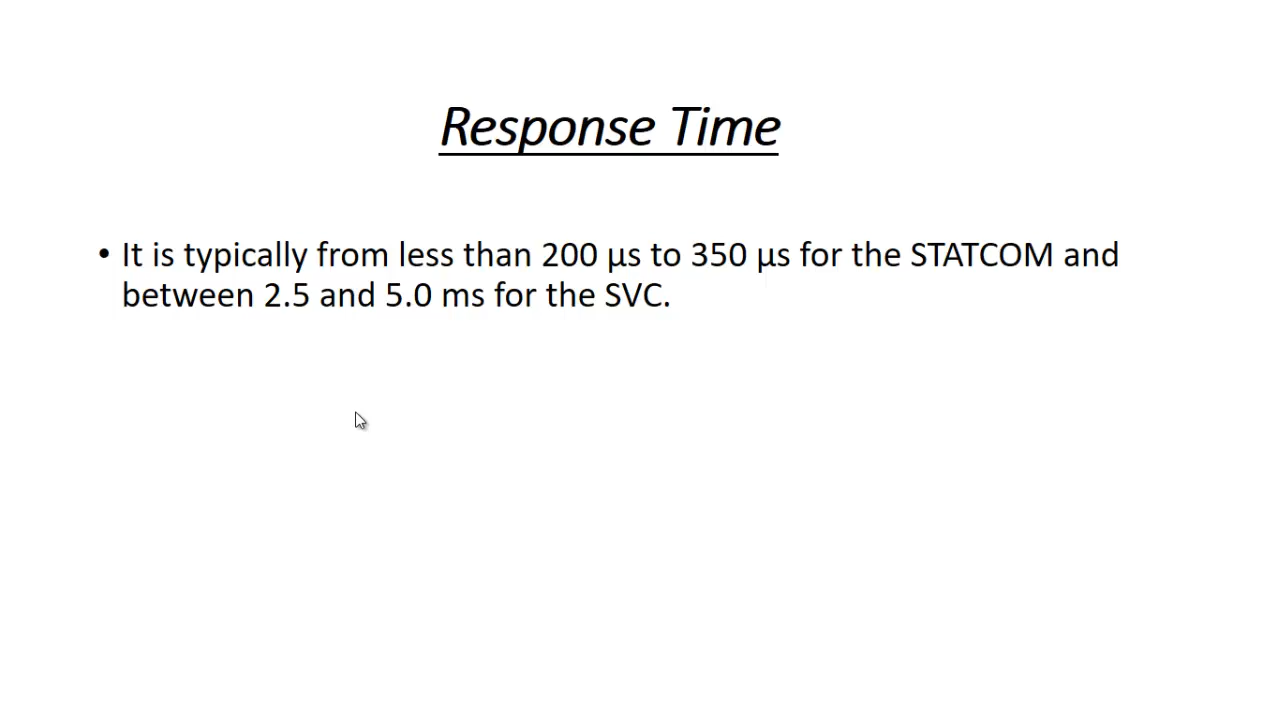 Response Time
• It is typically from less than 200 μs to 350 μs for the STATCOM and
between 2.5 and 5.0 ms for the SVC.